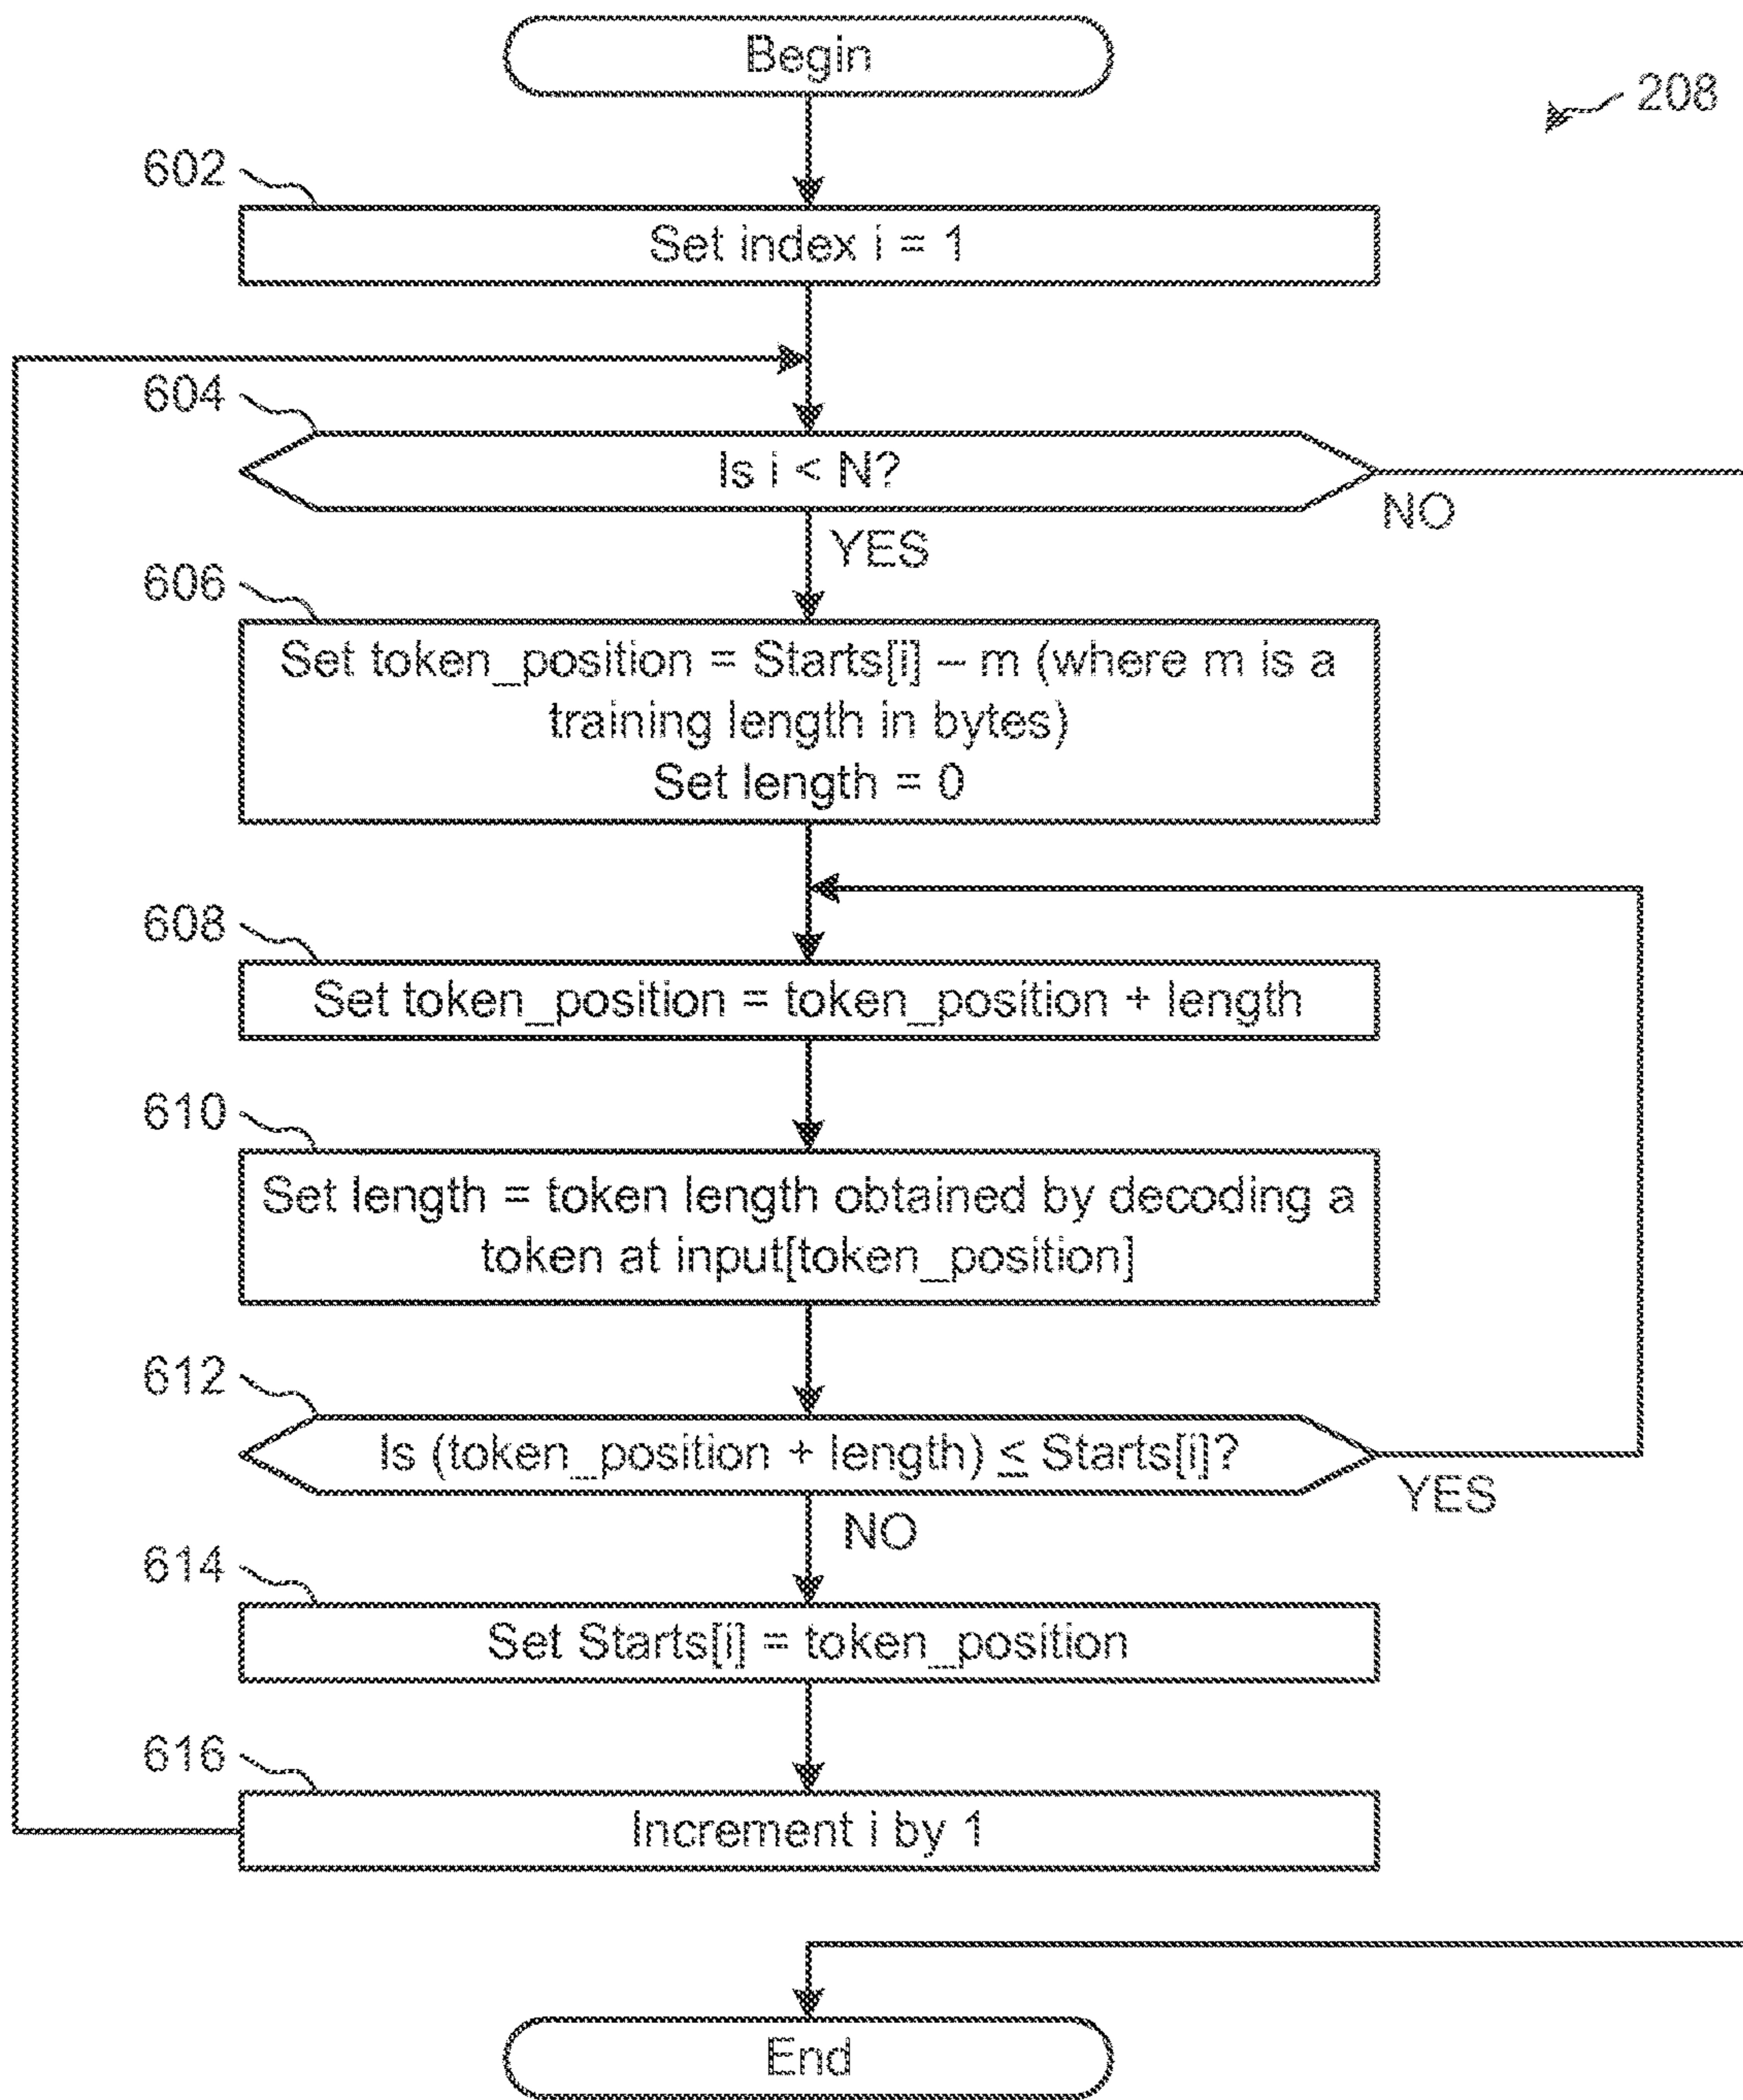 Begin
208
602
Set index i = 1
604
Is i < N?
NO
YES
606
Set token_position = Starts[i] – m (where m is a
training length in bytes)
Set length = 0
608
Set token_position = token_position + length
610
Set length = token length obtained by decoding a
token at input[token_position]
612
Is (token_position + length) ≤ Starts[i]?
YES
NO
614
Set Starts[i] = token_position
616
Increment i by 1
End